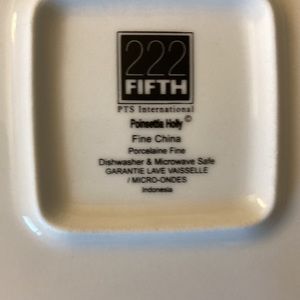 222
FIFTH
PTS International
Poinsettia Holly ©
Fine China
Porcelaine Fine
Dishwasher & Microwave Safe
GARANTIE LAVE VAISSELLE
/ MICRO-ONDES
Indonesia